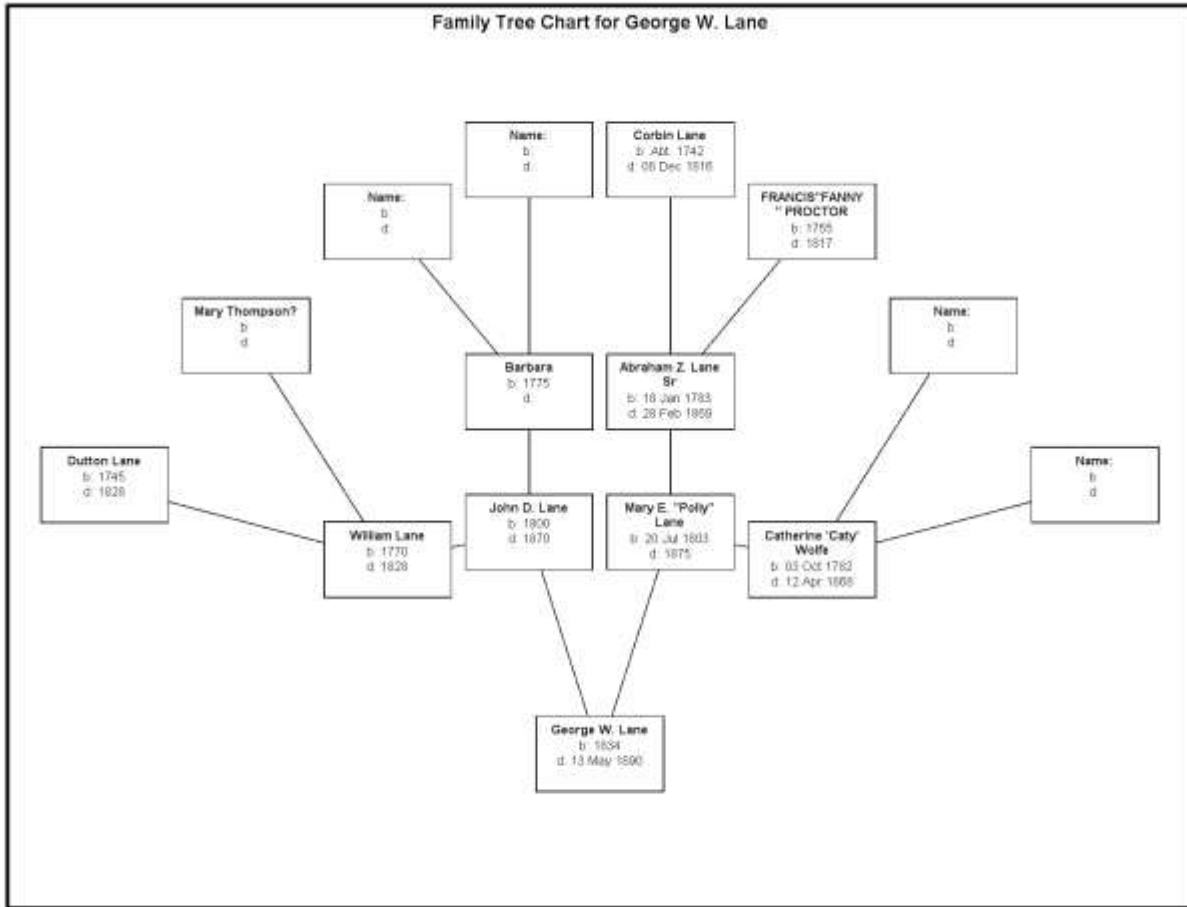 Family Tree Chart for George W. Lane
Name:
b:
d:
Corbin Lane
b: Abt. 1742
d: 08 Dec 1816
Name:
b:
d:
FRANCIS"FANNY
" PROCTOR
b: 1755
d: 1817
Mary Thompson?
b:
d:
Name:
b:
d:
Barbara
b: 1775
d:
Abraham Z. Lane
Sr
b: 18 Jan 1783
d: 28 Feb 1859
Dutton Lane
b: 1745
d: 1828
Name:
b:
d:
John D. Lane
b: 1800
d: 1870
Mary E. "Polly"
Lane
b: 20 Jul 1803
d: 1875
William Lane
b: 1770
d: 1828
Catherine 'Caty'
Wolfe
b: 03 Oct 1782
d: 12 Apr 1868
George W. Lane
b: 1834
d: 13 May 1890